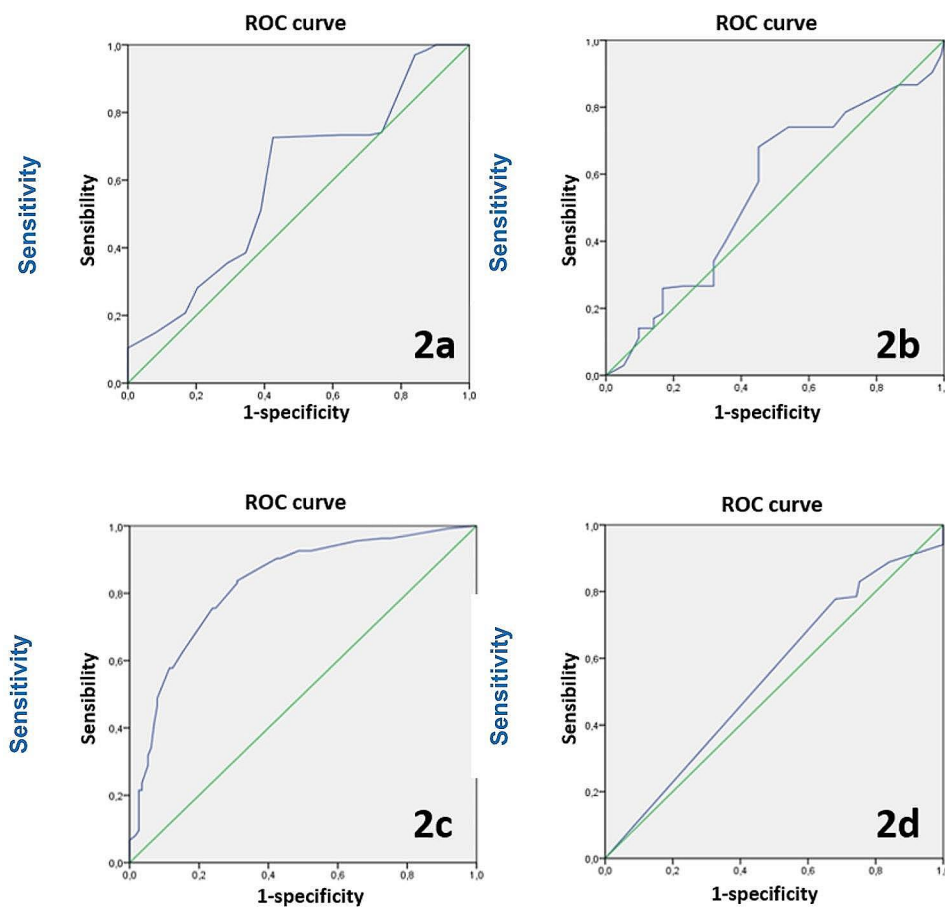 ROC curve
1,0
0,8
0,6
0,4
0,2
0,0
Sensitivity
Sensibility
2a
0,0 0,2 0,4 0,6 0,8 1,0
1-specificity
ROC curve
1,0
0,8
0,6
0,4
0,2
0,0
Sensitivity
Sensibility
2b
0,0 0,2 0,4 0,6 0,8 1,
1-specificity
ROC curve
1,0
0,8
0,6
0,4
0,2
0,0
Sensitivity
Sensibility
2c
0,0 0,2 0,4 0,6 0,8 1,0
1-specificity
ROC curve
1,0
0,8
0,6
0,4
0,2
0,0
Sensitivity
Sensibility
2d
0,0 0,2 0,4 0,6 0,8 1,
1-specificity